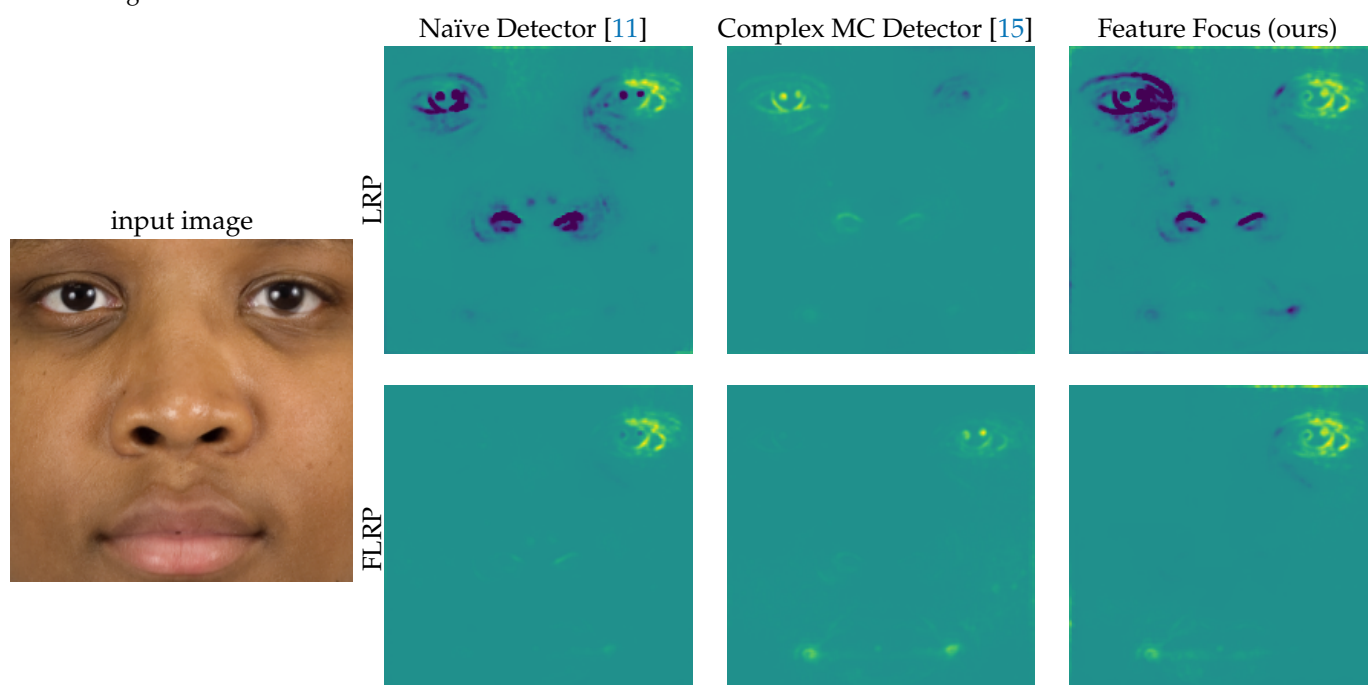 Naïve Detector [11]
Complex MC Detector [15]
Feature Focus (ours)
LRP
input image
FLRP